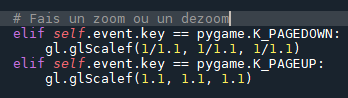 # Fais un zoom ou un dezoom
elif self.event.key == pygame.K_PAGEDOWN:
    gl.glScalef(1/1.1, 1/1.1, 1/1.1)
elif self.event.key == pygame.K_PAGEUP:
    gl.glScalef(1.1, 1.1, 1.1)